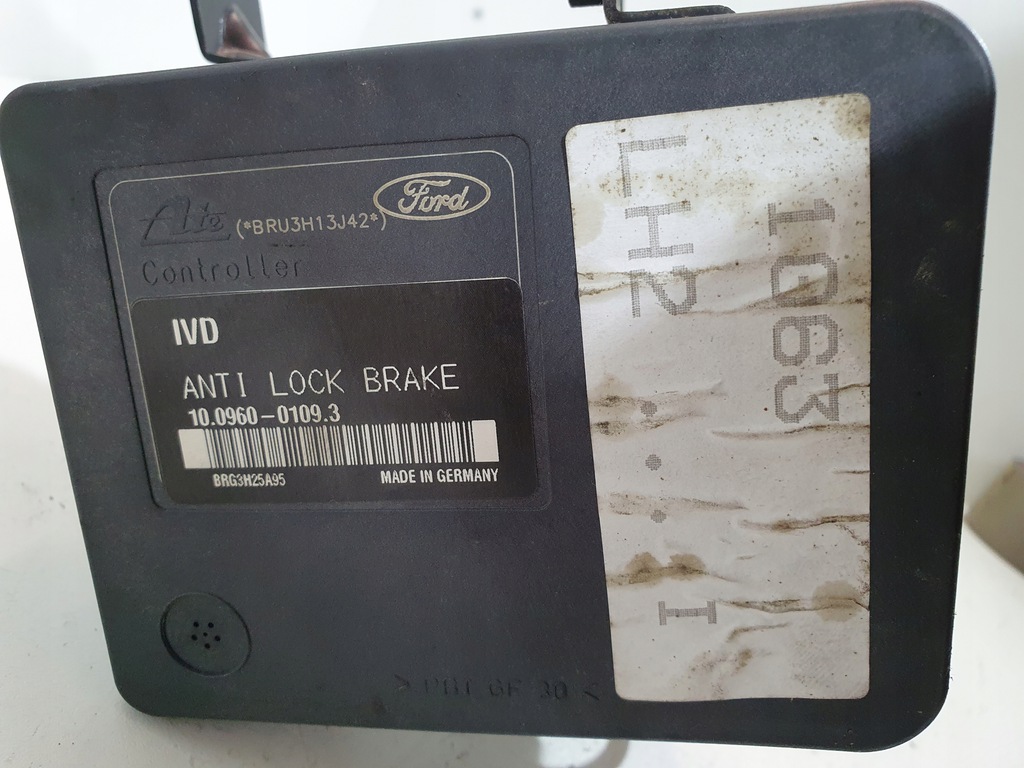 Ate
(*BRU3H13J42*)
Ford
Controller
IVD
ANTI LOCK BRAKE
10.0960-0109.3
BRG3H25A95
MADE IN GERMANY
1063
LH2...I
> PBT GF 30 <